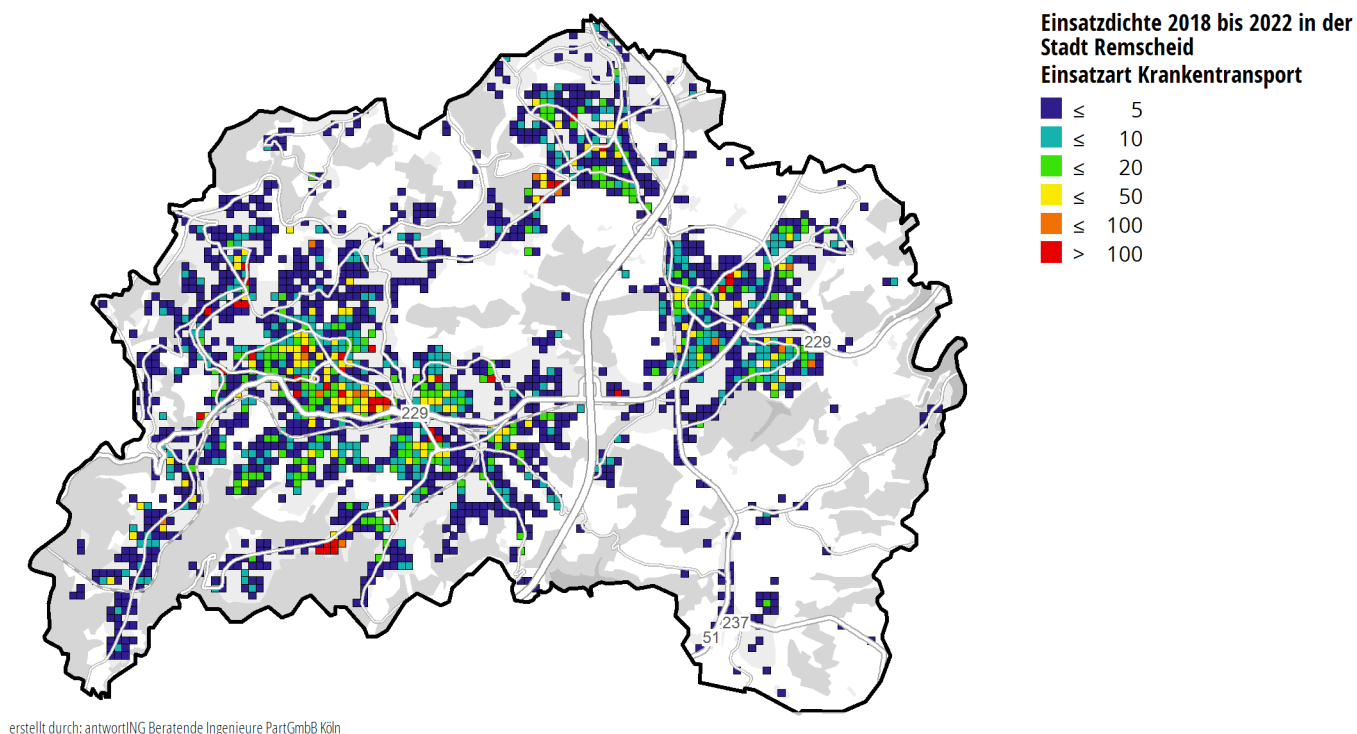 Einsatzdichte 2018 bis 2022 in der
Stadt Remscheid
Einsatzart Krankentransport
≤ 5
≤ 10
≤ 20
≤ 50
≤ 100
> 100
229
229
237
51
erstellt durch: antwortING Beratende Ingenieure PartGmbB Köln